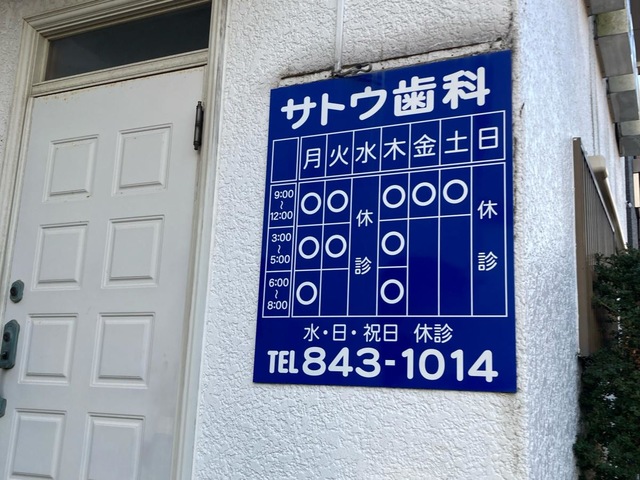 サトウ歯科
月 火 水 木 金 土 日
9:00〜12:00 ○ ○ 休診 ○ ○ ○ 休診
3:00〜5:00 ○ ○ ○
6:00〜8:00 ○ ○
水・日・祝日 休診
TEL 843-1014